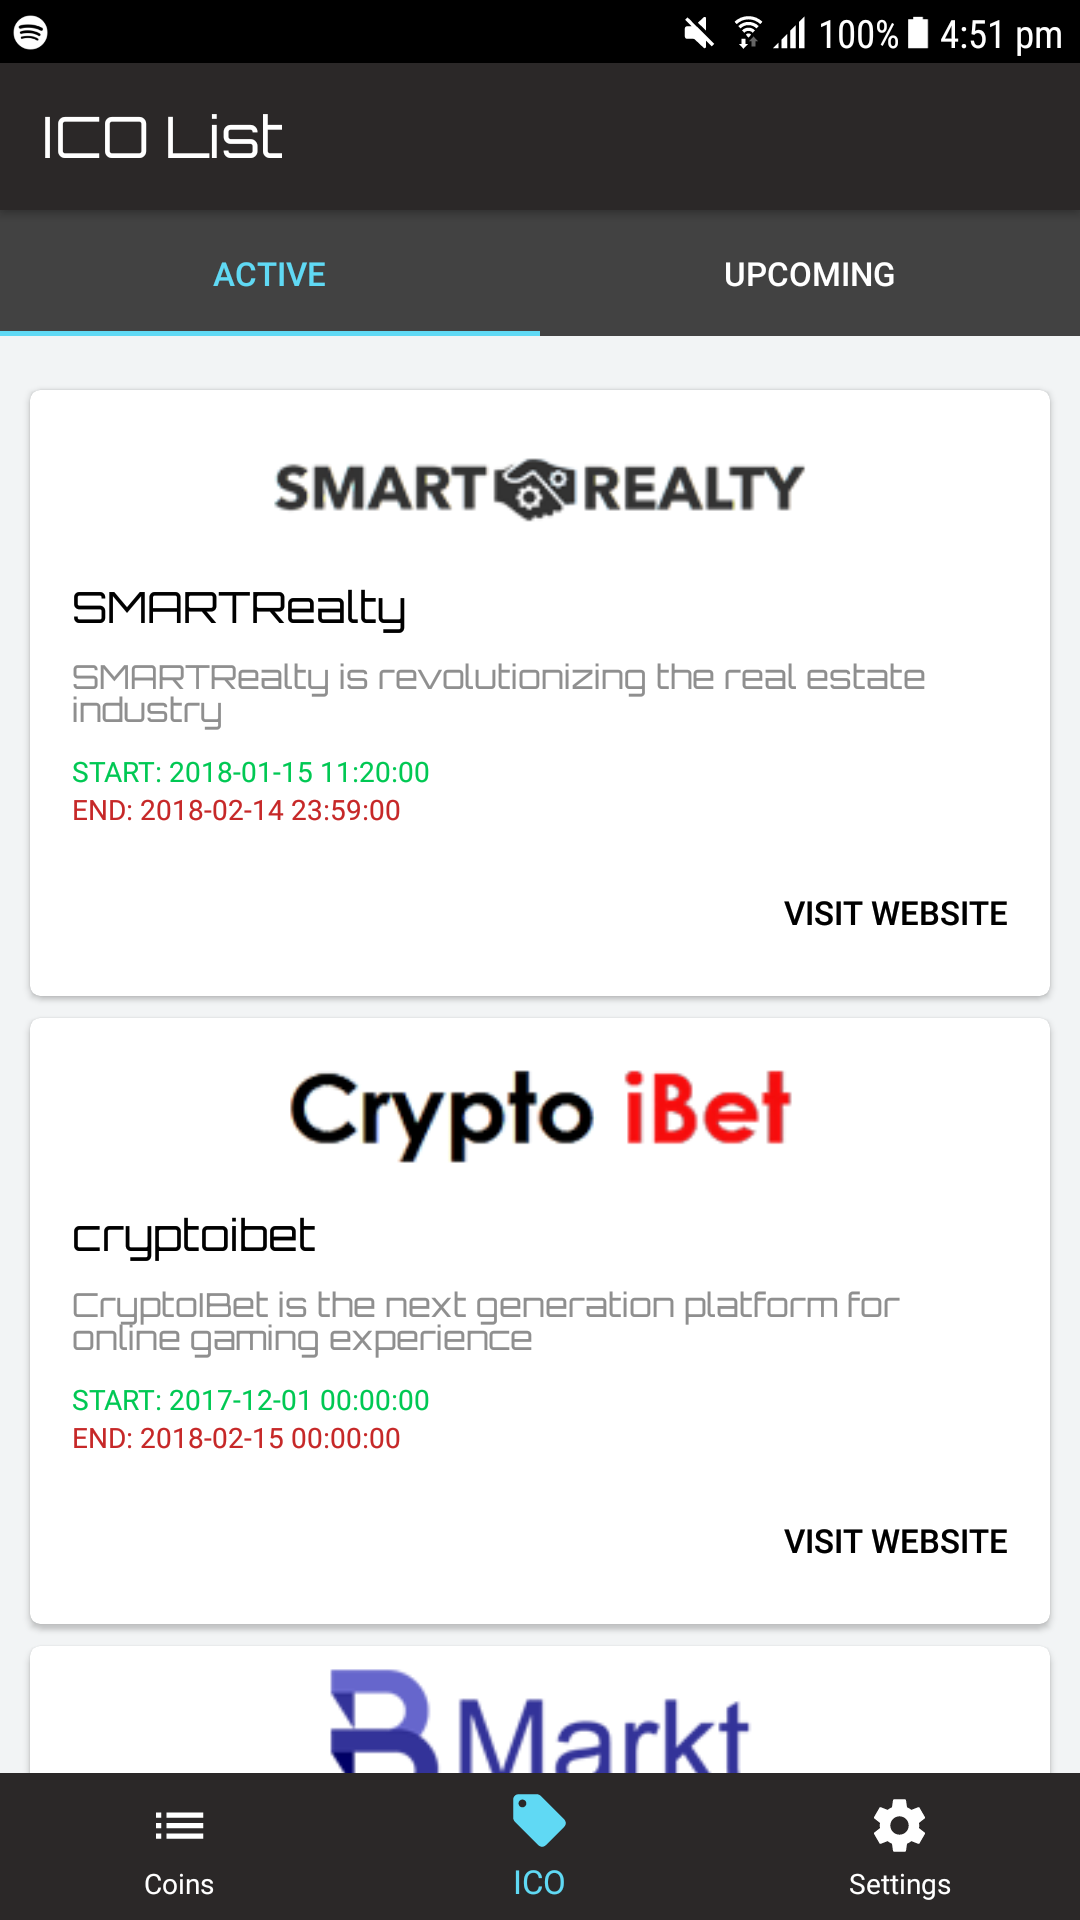 100% 4:51 pm
ICO List
ACTIVE UPCOMING
SMART REALTY
SMARTRealty
SMARTRealty is revolutionizing the real estate
industry
START: 2018-01-15 11:20:00
END: 2018-02-14 23:59:00
VISIT WEBSITE
Crypto iBet
cryptoibet
CryptoIBet is the next generation platform for
online gaming experience
START: 2017-12-01 00:00:00
END: 2018-02-15 00:00:00
VISIT WEBSITE
B Markt
Coins ICO Settings